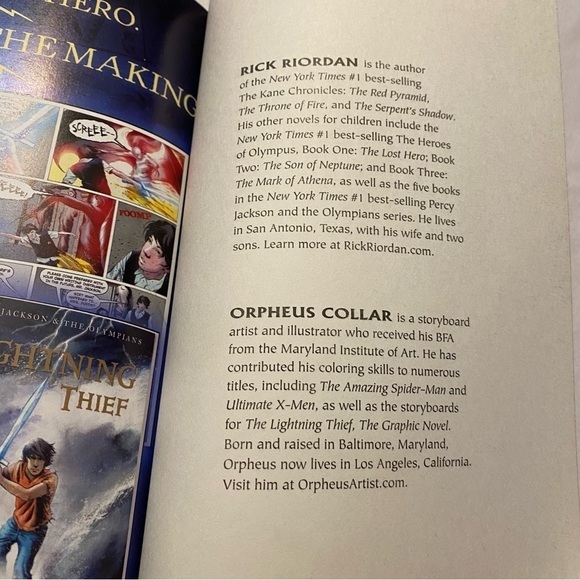 HERO.
THE MAKING
SCREEE—
FOOM!!
PLEASE COME PREPARED WITH
YOUR OWN WRITING
JACKSON & THE OLYMPIANS
LIGHTNING
THIEF
RICK RIORDAN is the author
of the New York Times #1 best-selling
The Kane Chronicles: The Red Pyramid,
The Throne of Fire, and The Serpent's Shadow.
His other novels for children include the
New York Times #1 best-selling The Heroes
of Olympus, Book One: The Lost Hero; Book
Two: The Son of Neptune; and Book Three:
The Mark of Athena, as well as the five books
in the New York Times #1 best-selling Percy
Jackson and the Olympians series. He lives
in San Antonio, Texas, with his wife and two
sons. Learn more at RickRiordan.com.
ORPHEUS COLLAR is a storyboard
artist and illustrator who received his BFA
from the Maryland Institute of Art. He has
contributed his coloring skills to numerous
titles, including The Amazing Spider-Man and
Ultimate X-Men, as well as the storyboards
for The Lightning Thief, The Graphic Novel.
Born and raised in Baltimore, Maryland,
Orpheus now lives in Los Angeles, California.
Visit him at OrpheusArtist.com.